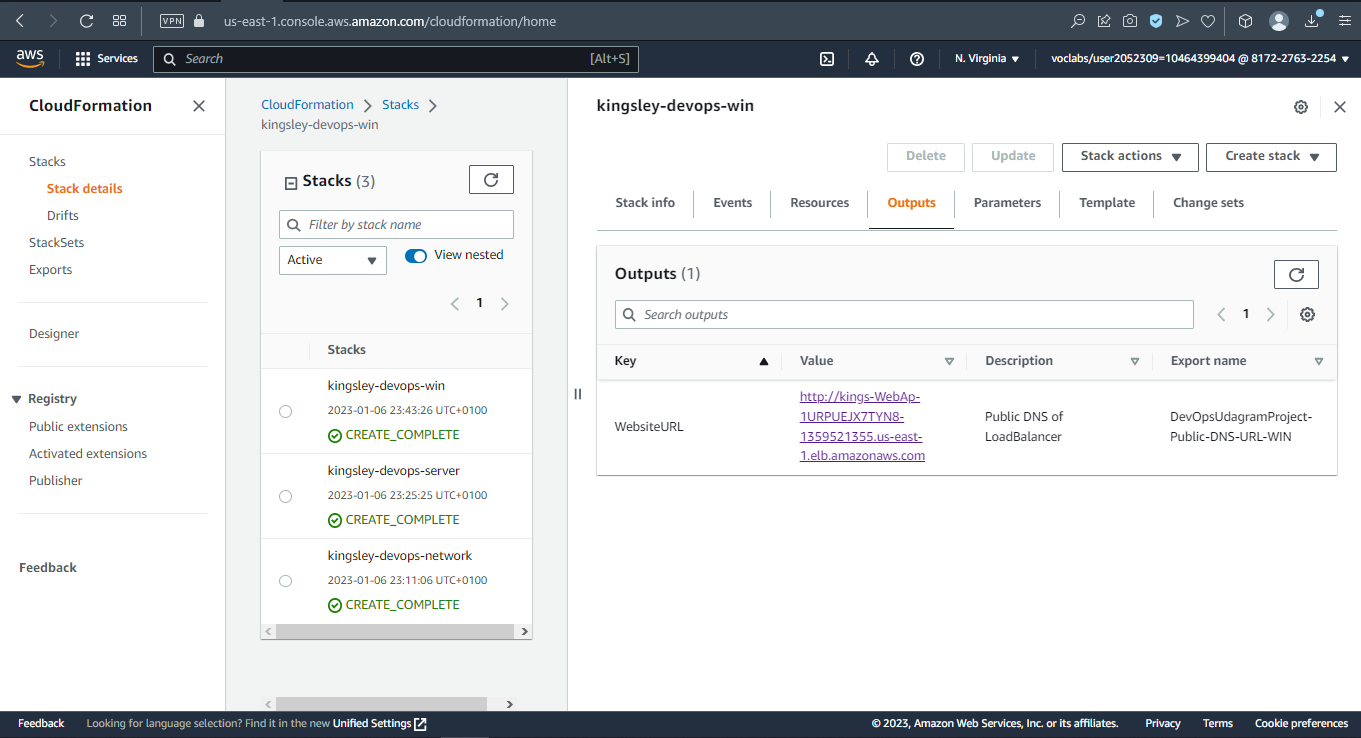 VPN
us-east-1.console.aws.amazon.com/cloudformation/home
aws
Services
Search
[Alt+S]
N. Virginia
voclabs/user2052309=10464399404 @ 8172-2763-2254
CloudFormation
Stacks
Stack details
Drifts
StackSets
Exports
Designer
Registry
Public extensions
Activated extensions
Publisher
Feedback
CloudFormation
Stacks
kingsley-devops-win
Stacks (3)
Filter by stack name
Active
View nested
1
Stacks
kingsley-devops-win
2023-01-06 23:43:26 UTC+0100
CREATE_COMPLETE
kingsley-devops-server
2023-01-06 23:25:25 UTC+0100
CREATE_COMPLETE
kingsley-devops-network
2023-01-06 23:11:06 UTC+0100
CREATE_COMPLETE
kingsley-devops-win
Delete
Update
Stack actions
Create stack
Stack info
Events
Resources
Outputs
Parameters
Template
Change sets
Outputs (1)
Search outputs
1
Key
Value
Description
Export name
WebsiteURL
http://kings-WebAp-
1URPUEJX7TYN8-
1359521355.us-east-
1.elb.amazonaws.com
Public DNS of
LoadBalancer
DevOpsUdagramProject-
Public-DNS-URL-WIN
Feedback
Looking for language selection? Find it in the new Unified Settings
© 2023, Amazon Web Services, Inc. or its affiliates.
Privacy
Terms
Cookie preferences